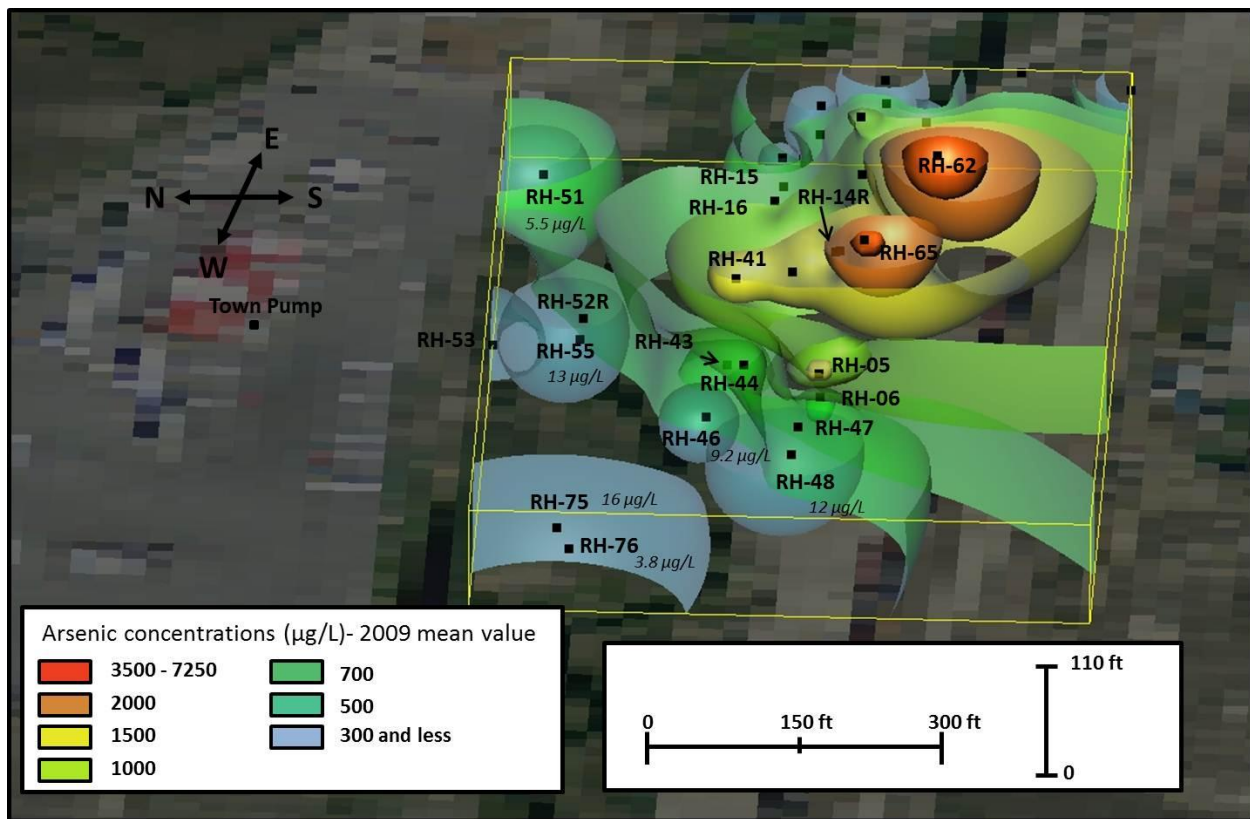 E
N
S
W
Town Pump
RH-51
5.5 µg/L
RH-15
RH-16
RH-14R
RH-62
RH-65
RH-41
RH-52R
RH-53
RH-55
13 µg/L
RH-43
RH-44
RH-05
RH-06
RH-46
9.2 µg/L
RH-47
RH-48
12 µg/L
RH-75
16 µg/L
RH-76
3.8 µg/L
Arsenic concentrations (µg/L)- 2009 mean value
3500 - 7250
2000
1500
1000
700
500
300 and less
0
150 ft
300 ft
110 ft
0